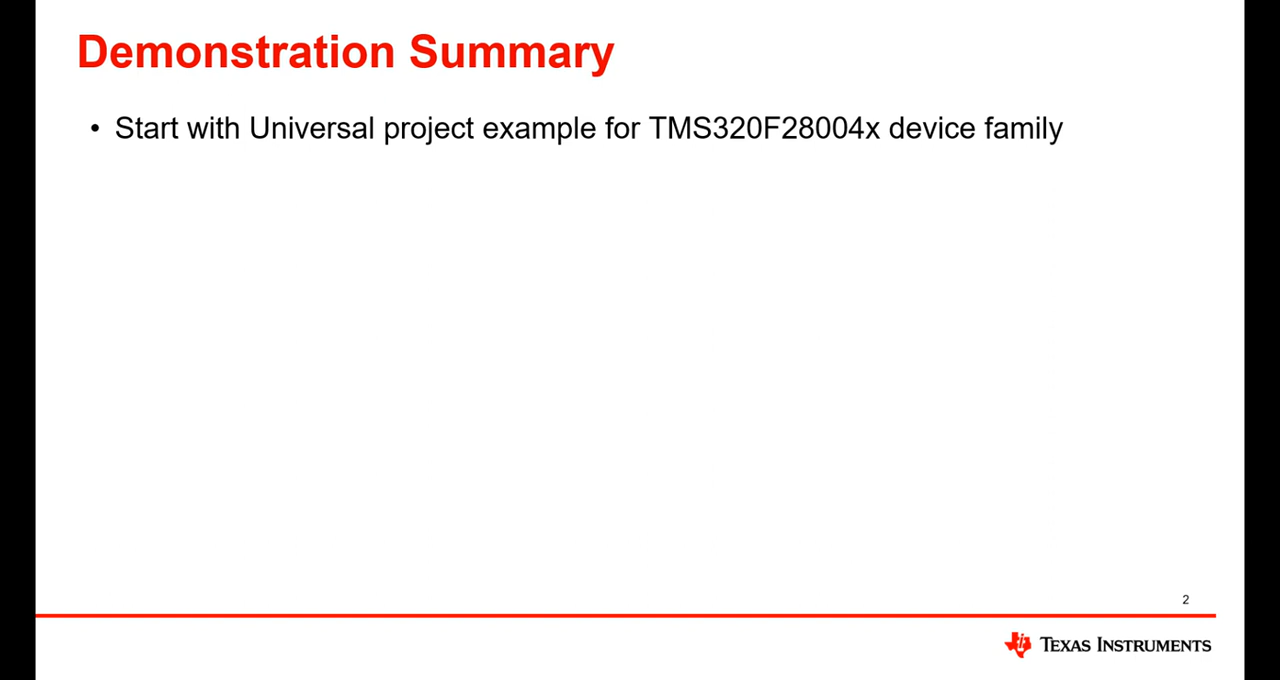 Demonstration Summary
• Start with Universal project example for TMS320F28004x device family
2
TEXAS INSTRUMENTS